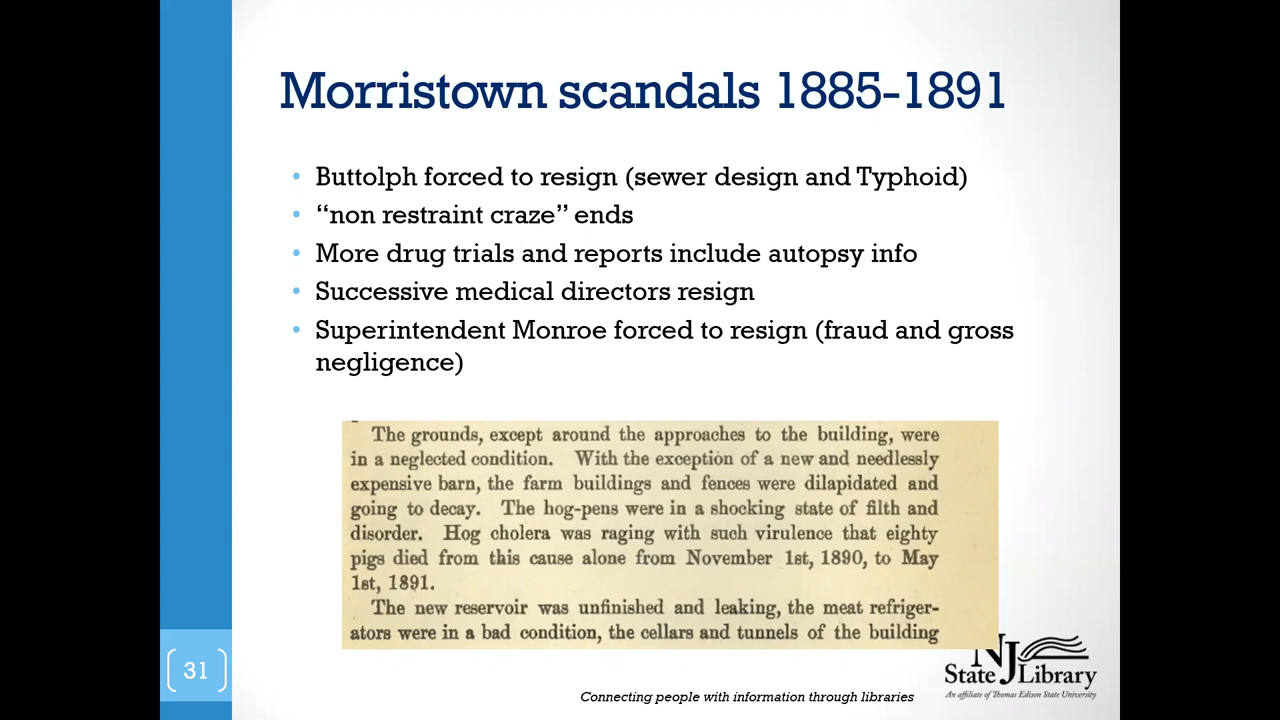 Morristown scandals 1885-1891
• Buttolph forced to resign (sewer design and Typhoid)
• “non restraint craze” ends
• More drug trials and reports include autopsy info
• Successive medical directors resign
• Superintendent Monroe forced to resign (fraud and gross
negligence)
The grounds, except around the approaches to the building, were
in a neglected condition. With the exception of a new and needlessly
expensive barn, the farm buildings and fences were dilapidated and
going to decay. The hog-pens were in a shocking state of filth and
disorder. Hog cholera was raging with such virulence that eighty
pigs died from this cause alone from November 1st, 1890, to May
1st, 1891.
The new reservoir was unfinished and leaking, the meat refriger-
ators were in a bad condition, the cellars and tunnels of the building
31
NJ
State Library
An affiliate of Thomas Edison State University
Connecting people with information through libraries